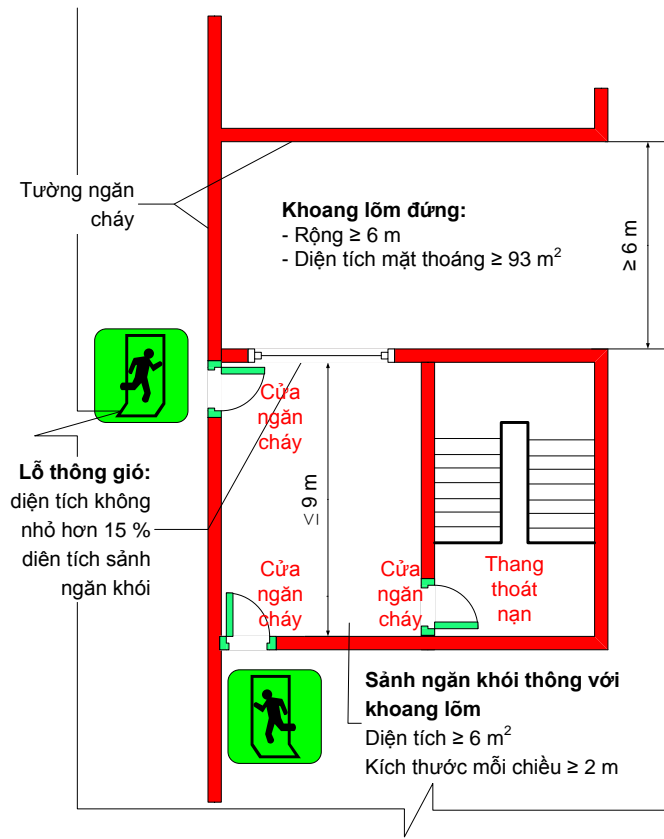 Tường ngăn
cháy
Khoang lõm đứng:
- Rộng ≥ 6 m
- Diện tích mặt thoáng ≥ 93 m²
≥ 6 m
Cửa
ngăn
cháy
Lỗ thông gió:
diện tích không
nhỏ hơn 15 %
diên tích sảnh
ngăn khói
≤ 9 m
Cửa
ngăn
cháy
Cửa
ngăn
cháy
Thang
thoát
nạn
Sảnh ngăn khói thông với
khoang lõm
Diện tích ≥ 6 m²
Kích thước mỗi chiều ≥ 2 m